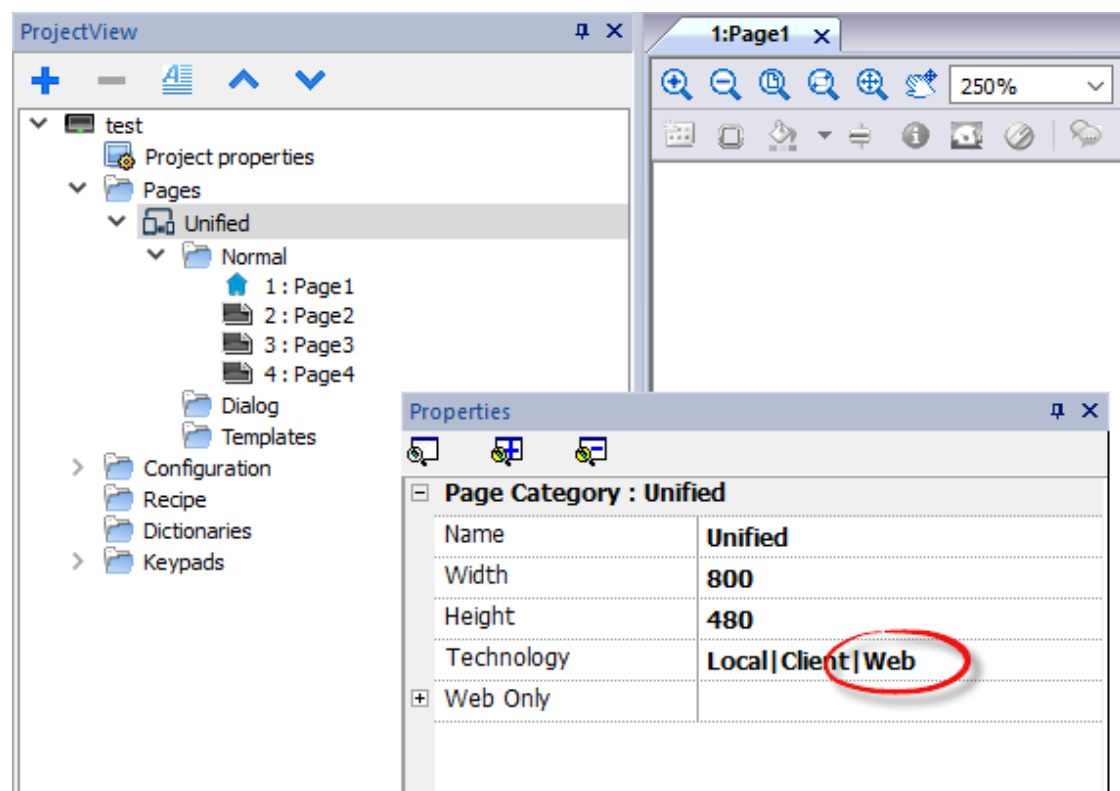 ProjectView
1:Page1
250%
test
Project properties
Pages
Unified
Normal
1 : Page1
2 : Page2
3 : Page3
4 : Page4
Dialog
Templates
Configuration
Recipe
Dictionaries
Keypads
Properties
Page Category : Unified
Name Unified
Width 800
Height 480
Technology Local|Client|Web
Web Only